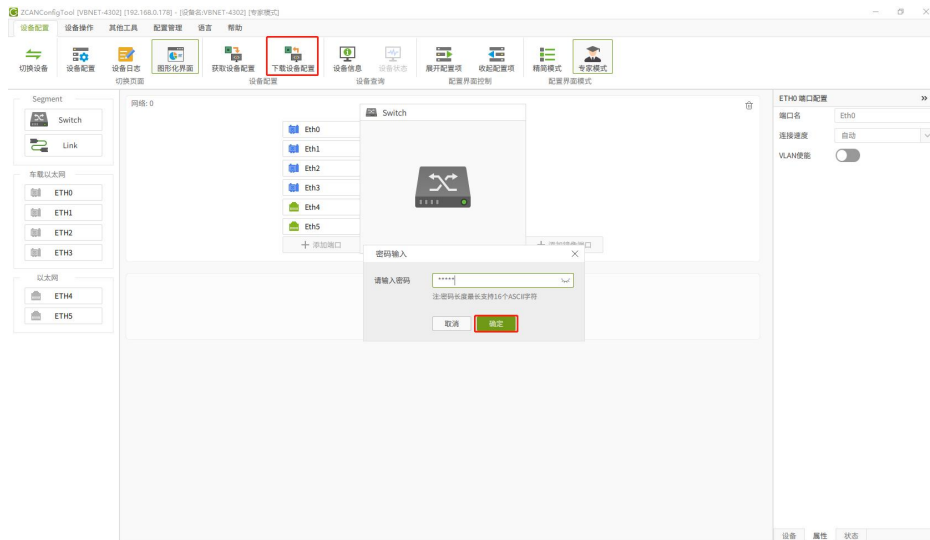 ZCANConfigTool [VBNET-4302] [192.168.0.178] - [设备名:VBNET-4302] [专家模式]
设备配置 设备操作 其他工具 配置管理 语言 帮助
切换设备 设备配置 设备日志 图形化界面 获取设备配置 下载设备配置 设备信息 设备状态 展开配置项 收起配置项 精简模式 专家模式
切换页面 设备配置 设备查询 配置界面控制 配置界面模式
Segment
Switch
Link
车载以太网
ETH0
ETH1
ETH2
ETH3
以太网
ETH4
ETH5
网络: 0
Switch
Eth0
Eth1
Eth2
Eth3
Eth4
Eth5
+ 添加端口
密码输入
请输入密码 *****
注:密码长度最长支持16个ASCII字符
取消 确定
ETH0 端口配置 »
端口名 Eth0
连接速度 自动
VLAN使能
设备 属性 状态